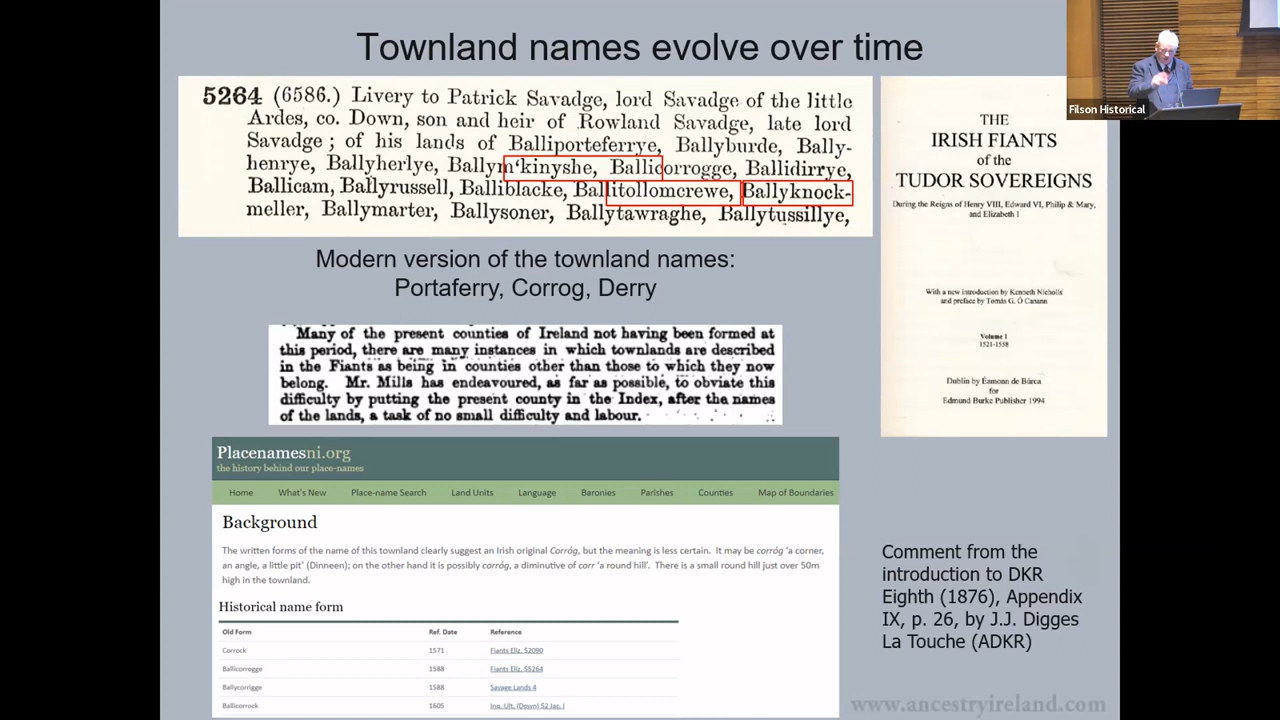 Townland names evolve over time
Filson Historical
5264 (6586.) Livery to Patrick Savadge, lord Savadge of the little
Ardes, co. Down, son and heir of Rowland Savadge, late lord
Savadge ; of his lands of Balliporteferrye, Ballyburde, Bally-
henrye, Ballyherlye, Ballym‘kinyshe, Ballicorrogge, Ballidirrye,
Ballicam, Ballyrussell, Balliblacke, Ballitollomcrewe, Ballyknock-
meller, Ballymarter, Ballysoner, Ballytawraghe, Ballytussillye,
THE
IRISH FIANTS
of the
TUDOR SOVEREIGNS
During the Reigns of Henry VIII, Edward VI, Philip & Mary,
and Elizabeth I
With a new introduction by Kenneth Nicholls
and preface by Tomás G. Ó Canann
Volume I
1521-1558
Dublin by Éamonn de Búrca
for
Edmund Burke Publisher 1994
Modern version of the townland names:
Portaferry, Corrog, Derry
Many of the present counties of Ireland not having been formed at
this period, there are many instances in which townlands are described
in the Fiants as being in counties other than those to which they now
belong. Mr. Mills has endeavoured, as far as possible, to obviate this
difficulty by putting the present county in the Index, after the names
of the lands, a task of no small difficulty and labour.
Placenamesni.org
the history behind our place-names
Home What's New Place-name Search Land Units Language Baronies Parishes Counties Map of Boundaries
Background
The written forms of the name of this townland clearly suggest an Irish original Corróg, but the meaning is less certain. It may be corróg ‘a corner,
an angle, a little pit’ (Dinneen); on the other hand it is possibly corróg, a diminutive of corr ‘a round hill’. There is a small round hill just over 50m
high in the townland.
Historical name form
Old Form Ref. Date Reference
Corrock 1571 Fiants Eliz. §2090
Ballicorrogge 1588 Fiants Eliz. §5264
Ballycorrigge 1588 Savage Lands 4
Ballicorrock 1605 Inq. Ult. (Down) §2 Jac. I
Comment from the
introduction to DKR
Eighth (1876), Appendix
IX, p. 26, by J.J. Digges
La Touche (ADKR)
www.ancestryireland.com